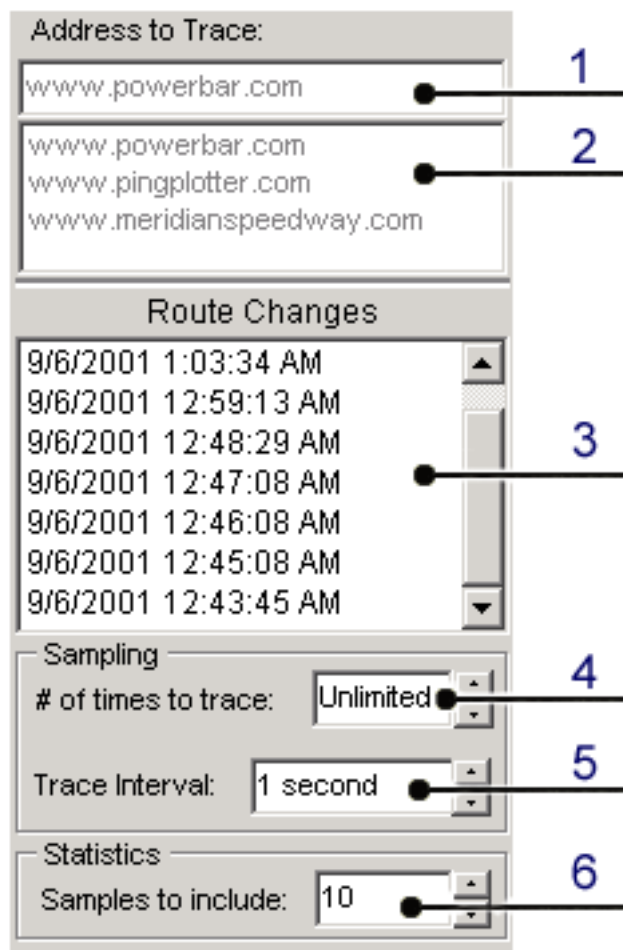 Address to Trace:
www.powerbar.com
1
www.powerbar.com
2
www.pingplotter.com
www.meridianspeedway.com
Route Changes
9/6/2001 1:03:34 AM
9/6/2001 12:59:13 AM
9/6/2001 12:48:29 AM
3
9/6/2001 12:47:08 AM
9/6/2001 12:46:08 AM
9/6/2001 12:45:08 AM
9/6/2001 12:43:45 AM
Sampling
# of times to trace: Unlimited
4
Trace Interval: 1 second
5
Statistics
Samples to include: 10
6